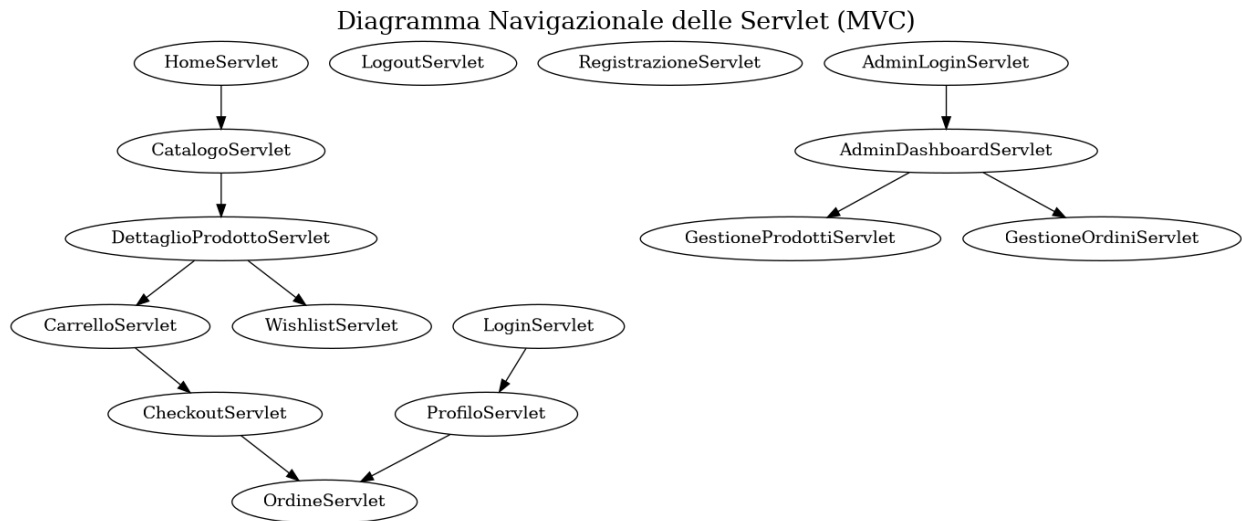 Diagramma Navigazionale delle Servlet (MVC)
HomeServlet
LogoutServlet
RegistrazioneServlet
AdminLoginServlet
CatalogoServlet
AdminDashboardServlet
DettaglioProdottoServlet
GestioneProdottiServlet
GestioneOrdiniServlet
CarrelloServlet
WishlistServlet
LoginServlet
CheckoutServlet
ProfiloServlet
OrdineServlet